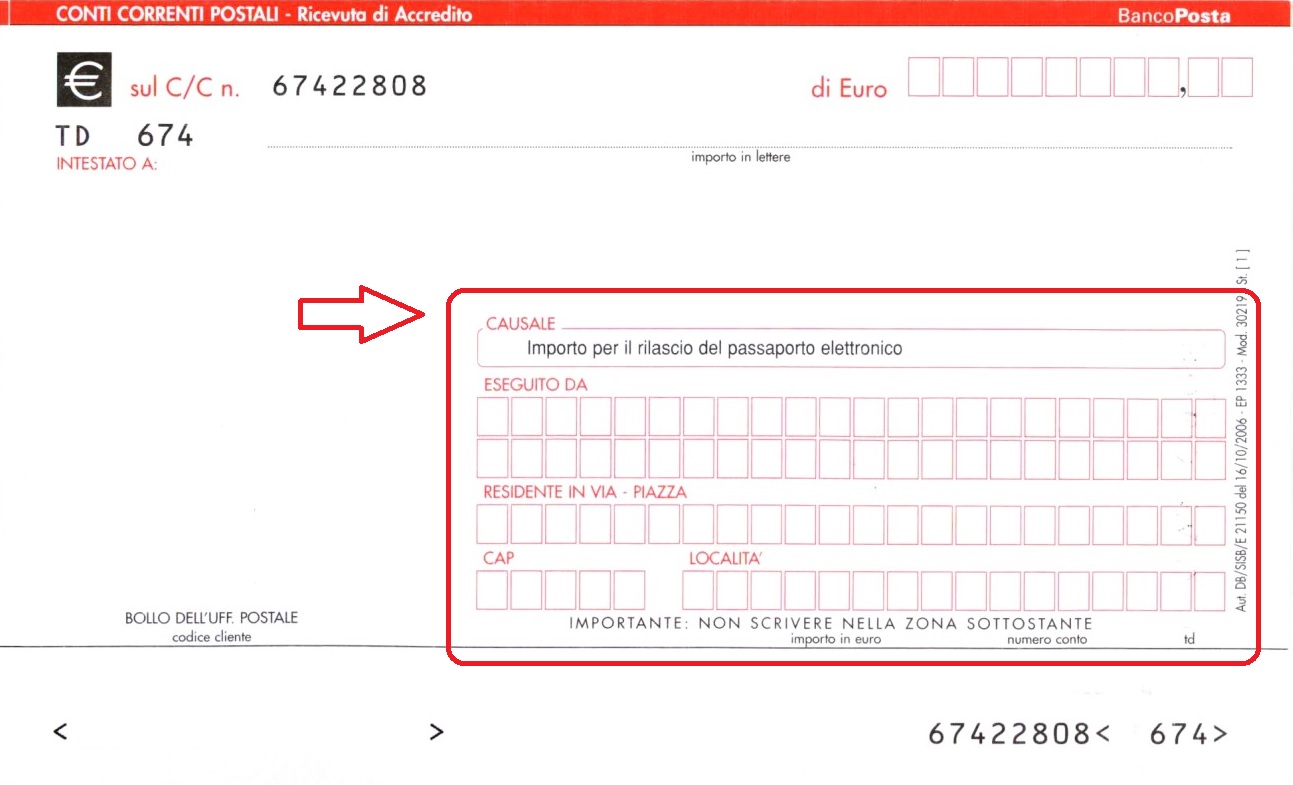 CONTI CORRENTI POSTALI - Ricevuta di Accredito BancoPosta
€ sul C/C n. 67422808 di Euro ,
TD 674
importo in lettere
INTESTATO A:
CAUSALE
Importo per il rilascio del passaporto elettronico
ESEGUITO DA
RESIDENTE IN VIA - PIAZZA
CAP LOCALITA'
BOLLO DELL'UFF. POSTALE
codice cliente
IMPORTANTE: NON SCRIVERE NELLA ZONA SOTTOSTANTE
importo in euro numero conto td
Aut. DB/SISB/E 21150 del 16/10/2006 - EP 1333 - Mod. 30219 St. [ 1 ]
< > 67422808< 674>